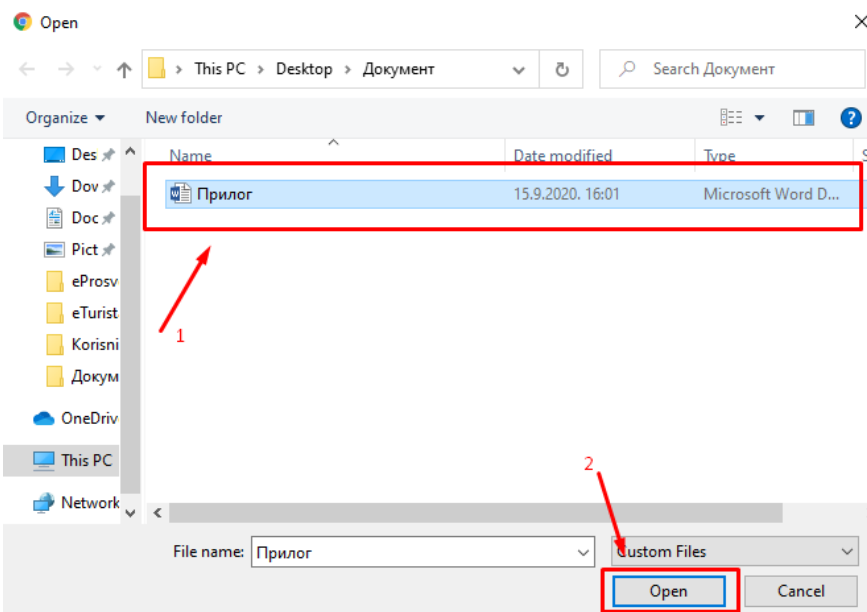 Open
This PC > Desktop > Документ
Search Документ
Organize
New folder
Name Date modified Type S
Des
Dov
Doc
Pict
eProsv
eTurist
Korisni
Докум
OneDriv
This PC
Network
Прилог 15.9.2020. 16:01 Microsoft Word D...
1
2
File name: Прилог
Custom Files
Open
Cancel